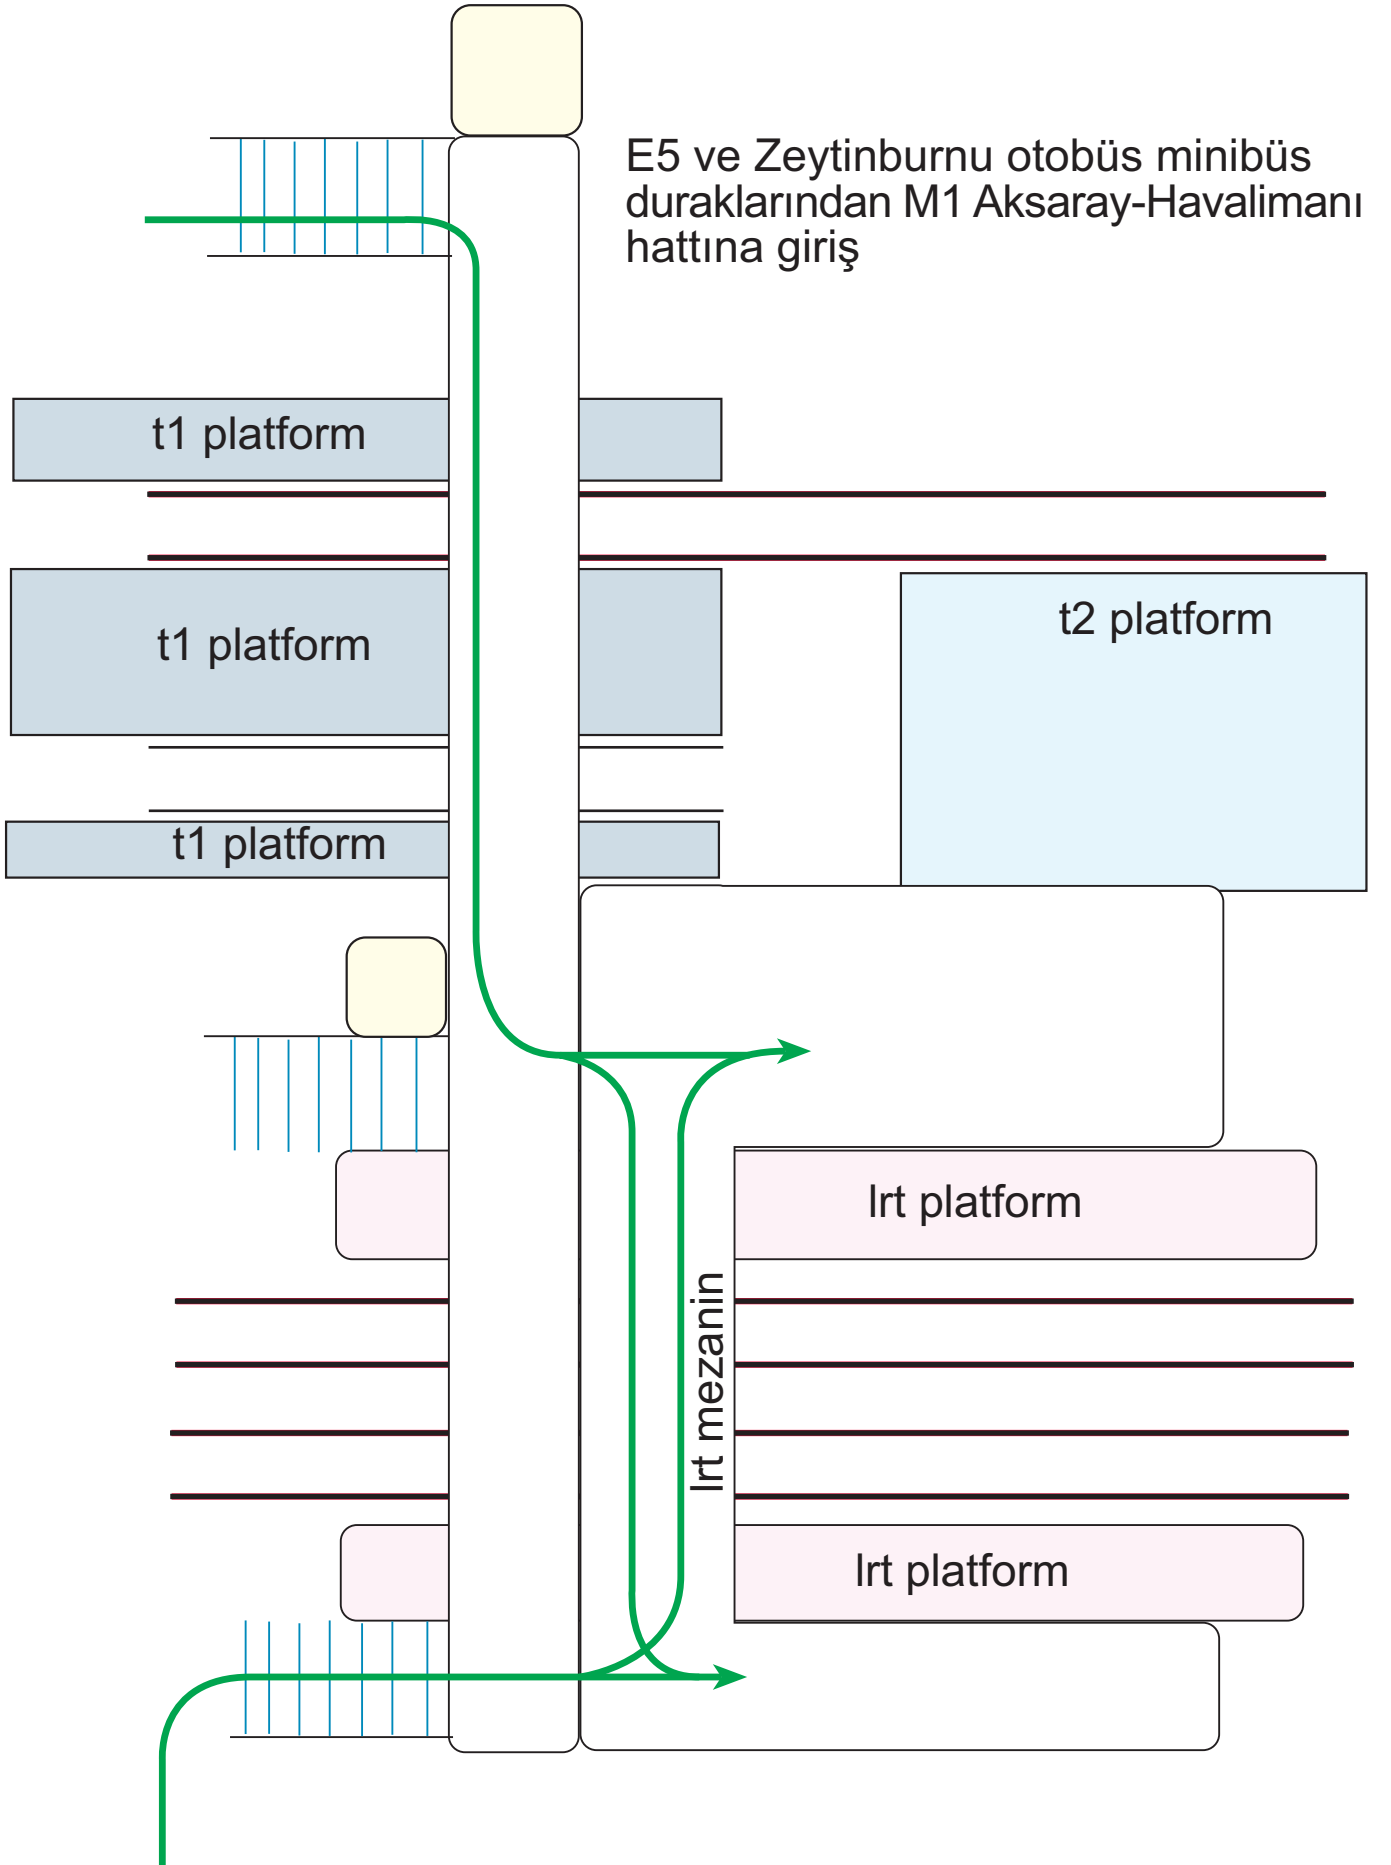 E5 ve Zeytinburnu otobüs minibüs
duraklarından M1 Aksaray-Havalimanı
hattına giriş
t1 platform
t1 platform
t2 platform
t1 platform
lrt platform
lrt mezanin
lrt platform